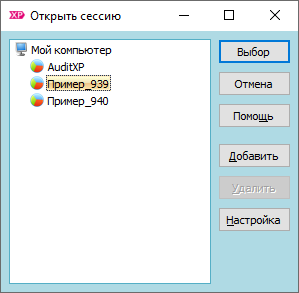 XP Открыть сессию
Мой компьютер
AuditXP
Пример_939
Пример_940
Выбор
Отмена
Помощь
Добавить
Удалить
Настройка